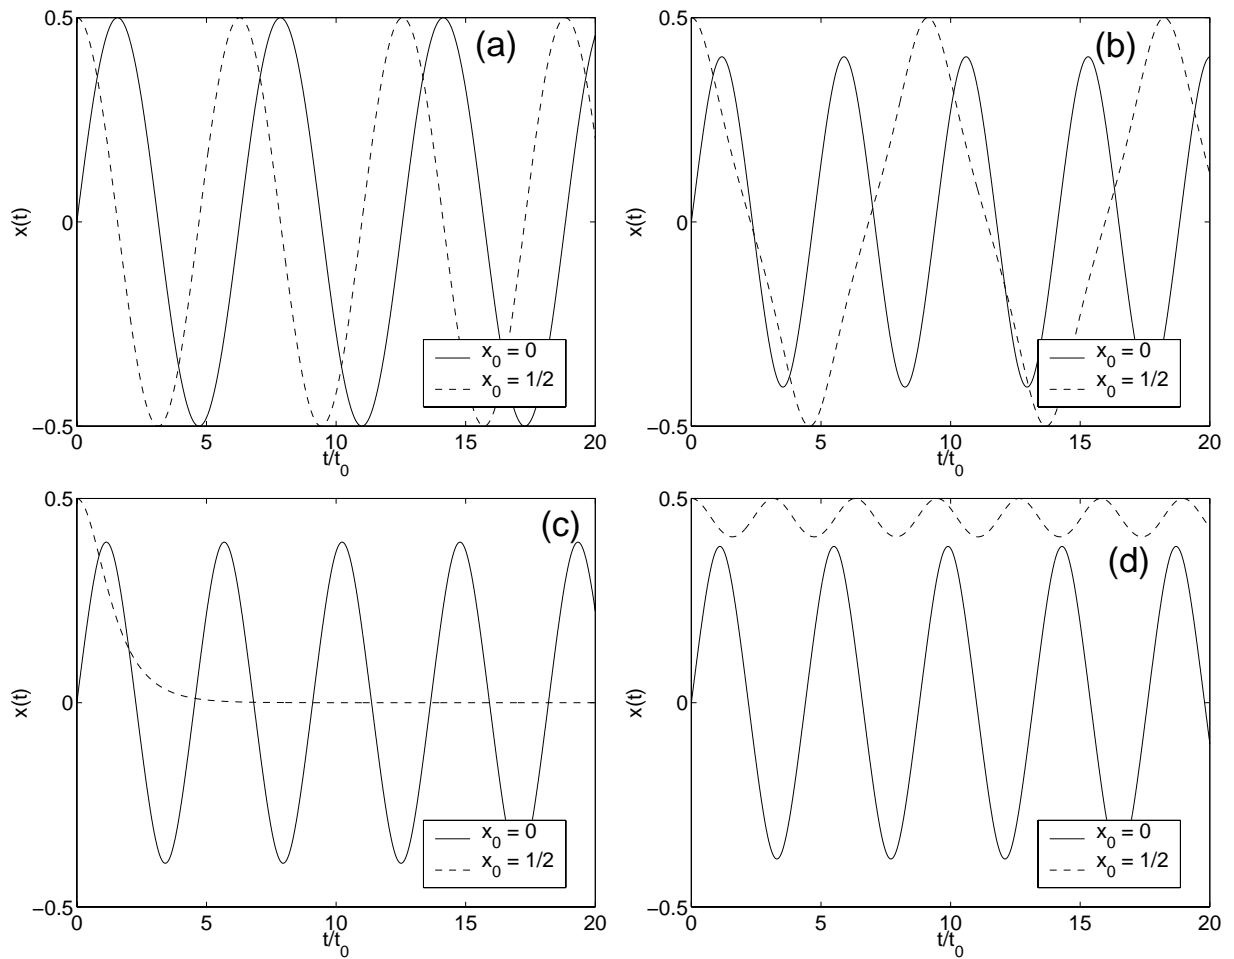 0.5
(a)
x(t)
0
x₀ = 0
x₀ = 1/2
−0.5
0 5 10 15 20
t/t₀
0.5
(b)
x(t)
0
x₀ = 0
x₀ = 1/2
−0.5
0 5 10 15 20
t/t₀
0.5
(c)
x(t)
0
x₀ = 0
x₀ = 1/2
−0.5
0 5 10 15 20
t/t₀
0.5
(d)
x(t)
0
x₀ = 0
x₀ = 1/2
−0.5
0 5 10 15 20
t/t₀